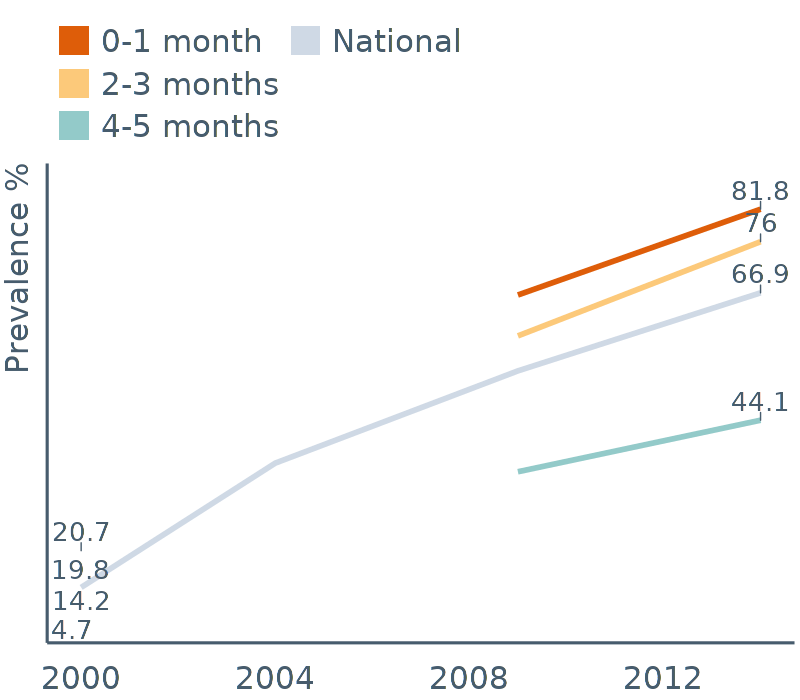 0-1 month
National
2-3 months
4-5 months
Prevalence %
81.8
76
66.9
44.1
20.7
19.8
14.2
4.7
2000 2004 2008 2012